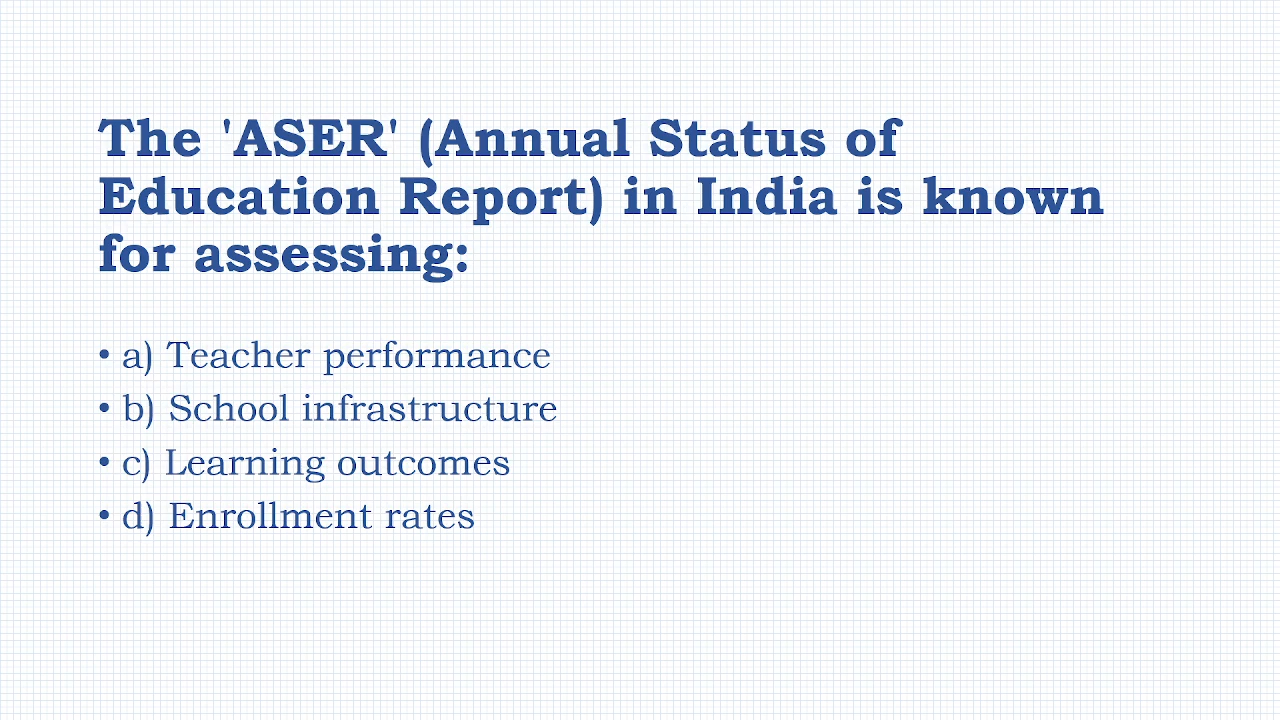 The 'ASER' (Annual Status of
Education Report) in India is known
for assessing:
• a) Teacher performance
• b) School infrastructure
• c) Learning outcomes
• d) Enrollment rates